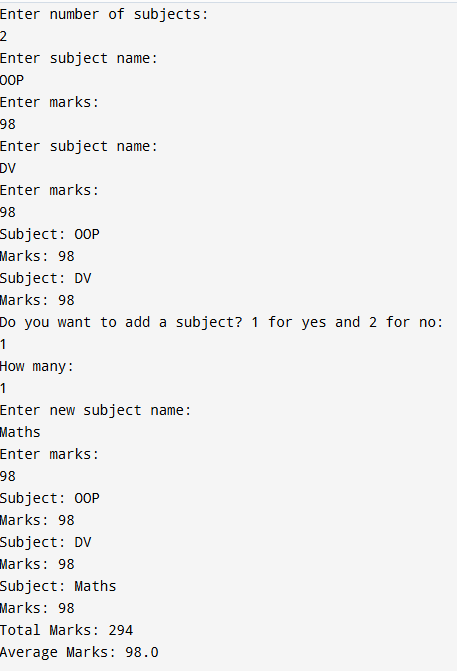 Enter number of subjects:
2
Enter subject name:
OOP
Enter marks:
98
Enter subject name:
DV
Enter marks:
98
Subject: OOP
Marks: 98
Subject: DV
Marks: 98
Do you want to add a subject? 1 for yes and 2 for no:
1
How many:
1
Enter new subject name:
Maths
Enter marks:
98
Subject: OOP
Marks: 98
Subject: DV
Marks: 98
Subject: Maths
Marks: 98
Total Marks: 294
Average Marks: 98.0